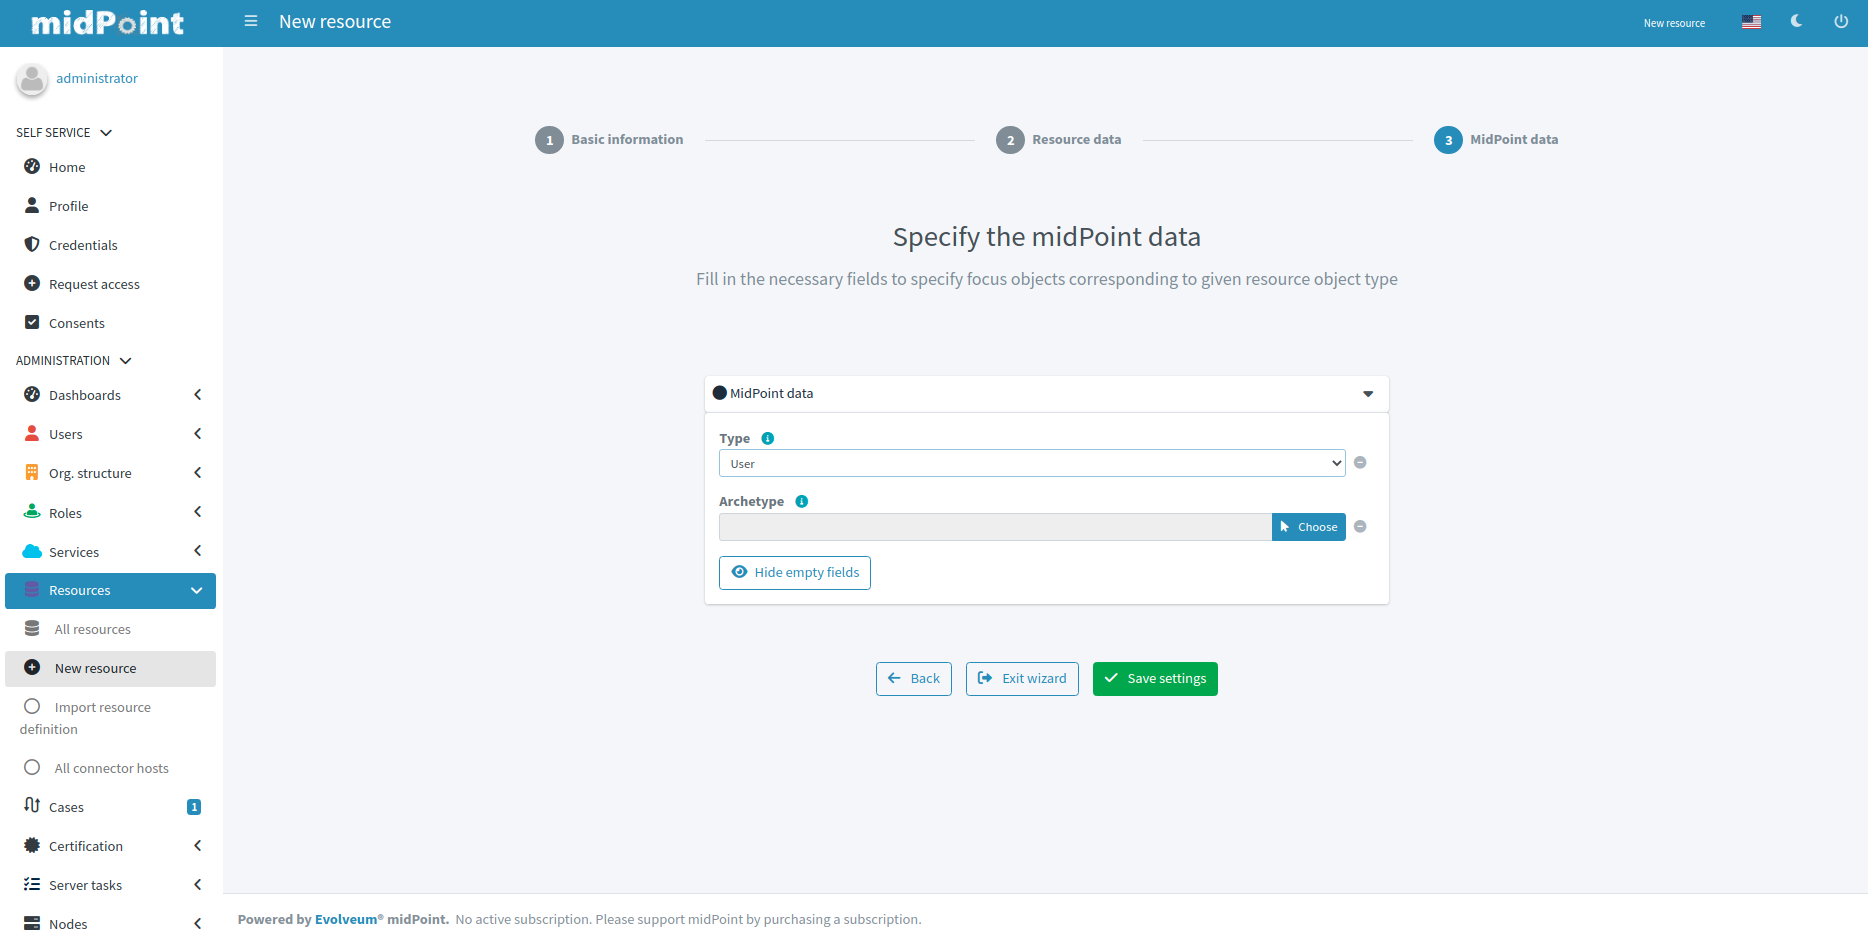 midPoint
New resource
New resource
administrator
SELF SERVICE
Home
Profile
Credentials
Request access
Consents
ADMINISTRATION
Dashboards
Users
Org. structure
Roles
Services
Resources
All resources
New resource
Import resource
definition
All connector hosts
Cases
1
Certification
Server tasks
Nodes
1 Basic information
2 Resource data
3 MidPoint data
Specify the midPoint data
Fill in the necessary fields to specify focus objects corresponding to given resource object type
MidPoint data
Type
User
Archetype
Choose
Hide empty fields
Back
Exit wizard
Save settings
Powered by Evolveum® midPoint. No active subscription. Please support midPoint by purchasing a subscription.